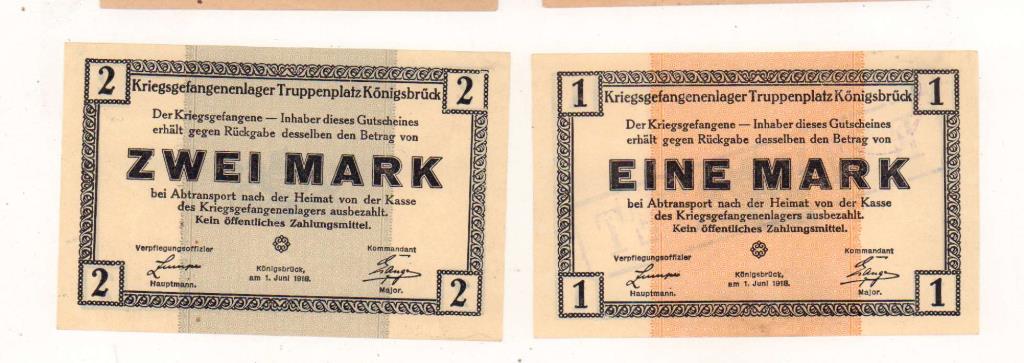 2 2
Kriegsgefangenenlager Truppenplatz Königsbrück
Der Kriegsgefangene — Inhaber dieses Gutscheines
erhält gegen Rückgabe desselben den Betrag von
ZWEI MARK
bei Abtransport nach der Heimat von der Kasse
des Kriegsgefangenenlagers ausbezahlt.
Kein öffentliches Zahlungsmittel.
Verpflegungsoffizier Kommandant
Königsbrück,
am 1. Juni 1918.
Hauptmann. Major.
2 2
1 1
Kriegsgefangenenlager Truppenplatz Königsbrück
Der Kriegsgefangene — Inhaber dieses Gutscheines
erhält gegen Rückgabe desselben den Betrag von
EINE MARK
bei Abtransport nach der Heimat von der Kasse
des Kriegsgefangenenlagers ausbezahlt.
Kein öffentliches Zahlungsmittel.
Verpflegungsoffizier Kommandant
Königsbrück,
am 1. Juni 1918.
Hauptmann. Major.
1 1